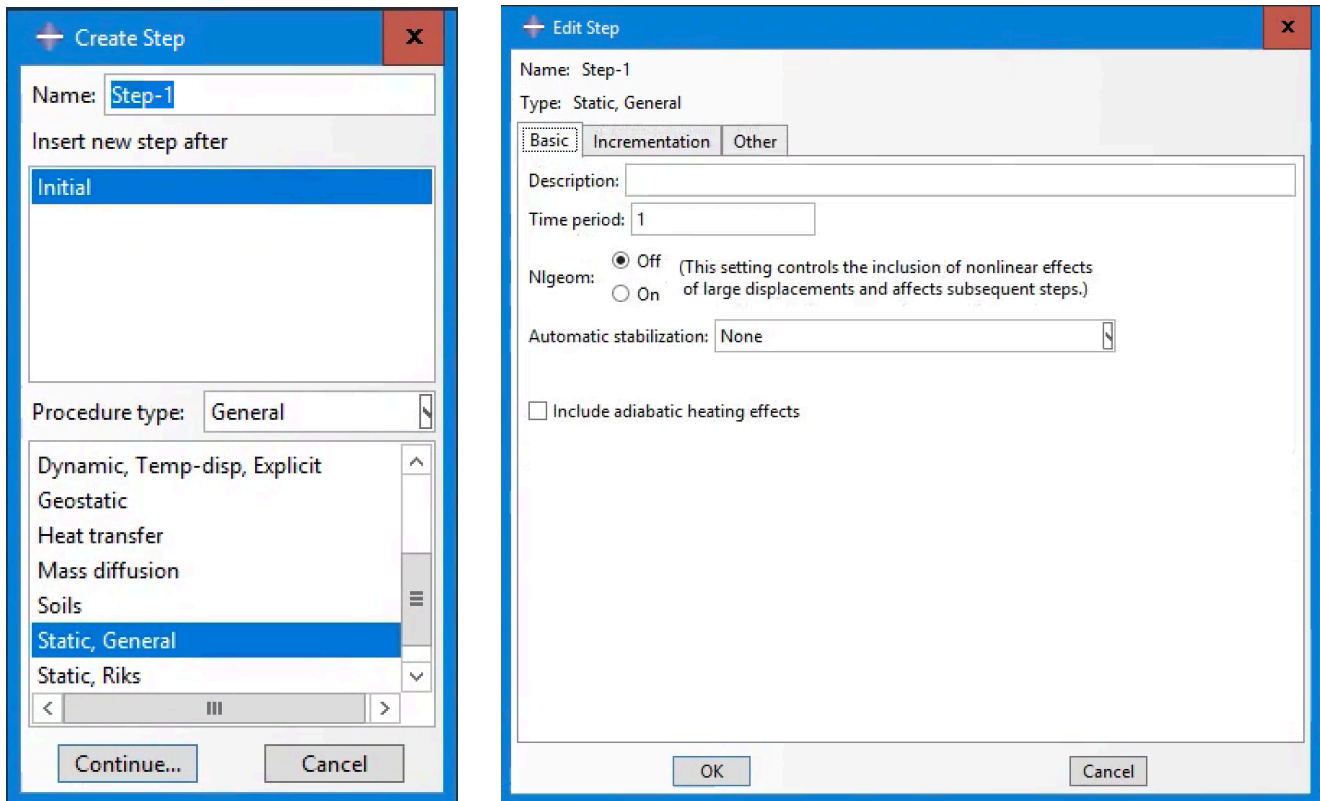 Create Step
x
Name: Step-1
Insert new step after
Initial
Procedure type: General
Dynamic, Temp-disp, Explicit
Geostatic
Heat transfer
Mass diffusion
Soils
Static, General
Static, Riks
Continue... Cancel
Edit Step
x
Name: Step-1
Type: Static, General
Basic Incrementation Other
Description:
Time period: 1
Nlgeom: Off (This setting controls the inclusion of nonlinear effects
On of large displacements and affects subsequent steps.)
Automatic stabilization: None
Include adiabatic heating effects
OK Cancel